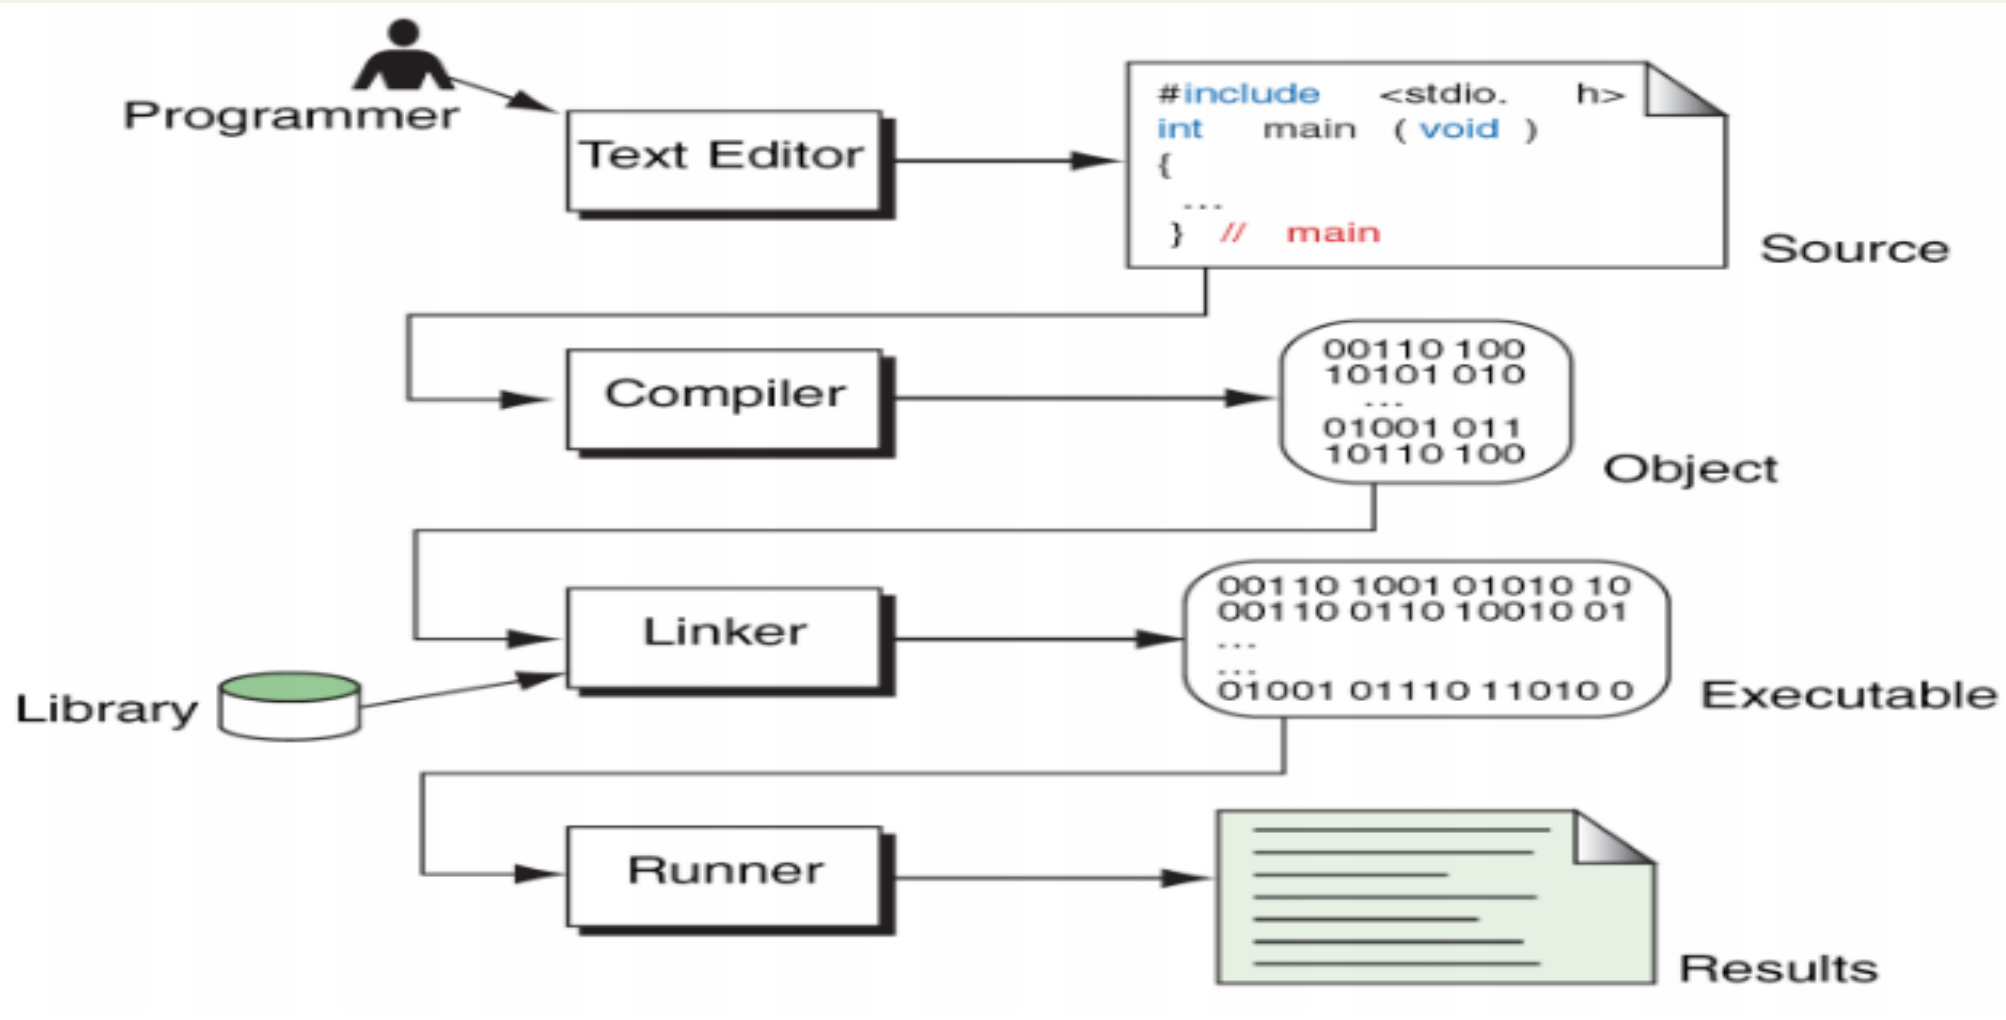 Programmer
Text Editor
#include <stdio. h>
int main ( void )
{
...
} // main
Source
Compiler
00110 100
10101 010
...
01001 011
10110 100
Object
Linker
Library
00110 1001 01010 10
00110 0110 10010 01
...
...
01001 01110 11010 0
Executable
Runner
Results